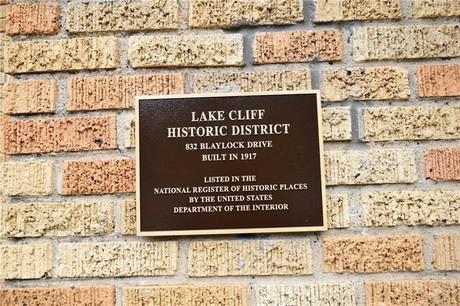 LAKE CLIFF
HISTORIC DISTRICT
832 BLAYLOCK DRIVE
BUILT IN 1917
LISTED IN THE
NATIONAL REGISTER OF HISTORIC PLACES
BY THE UNITED STATES
DEPARTMENT OF THE INTERIOR